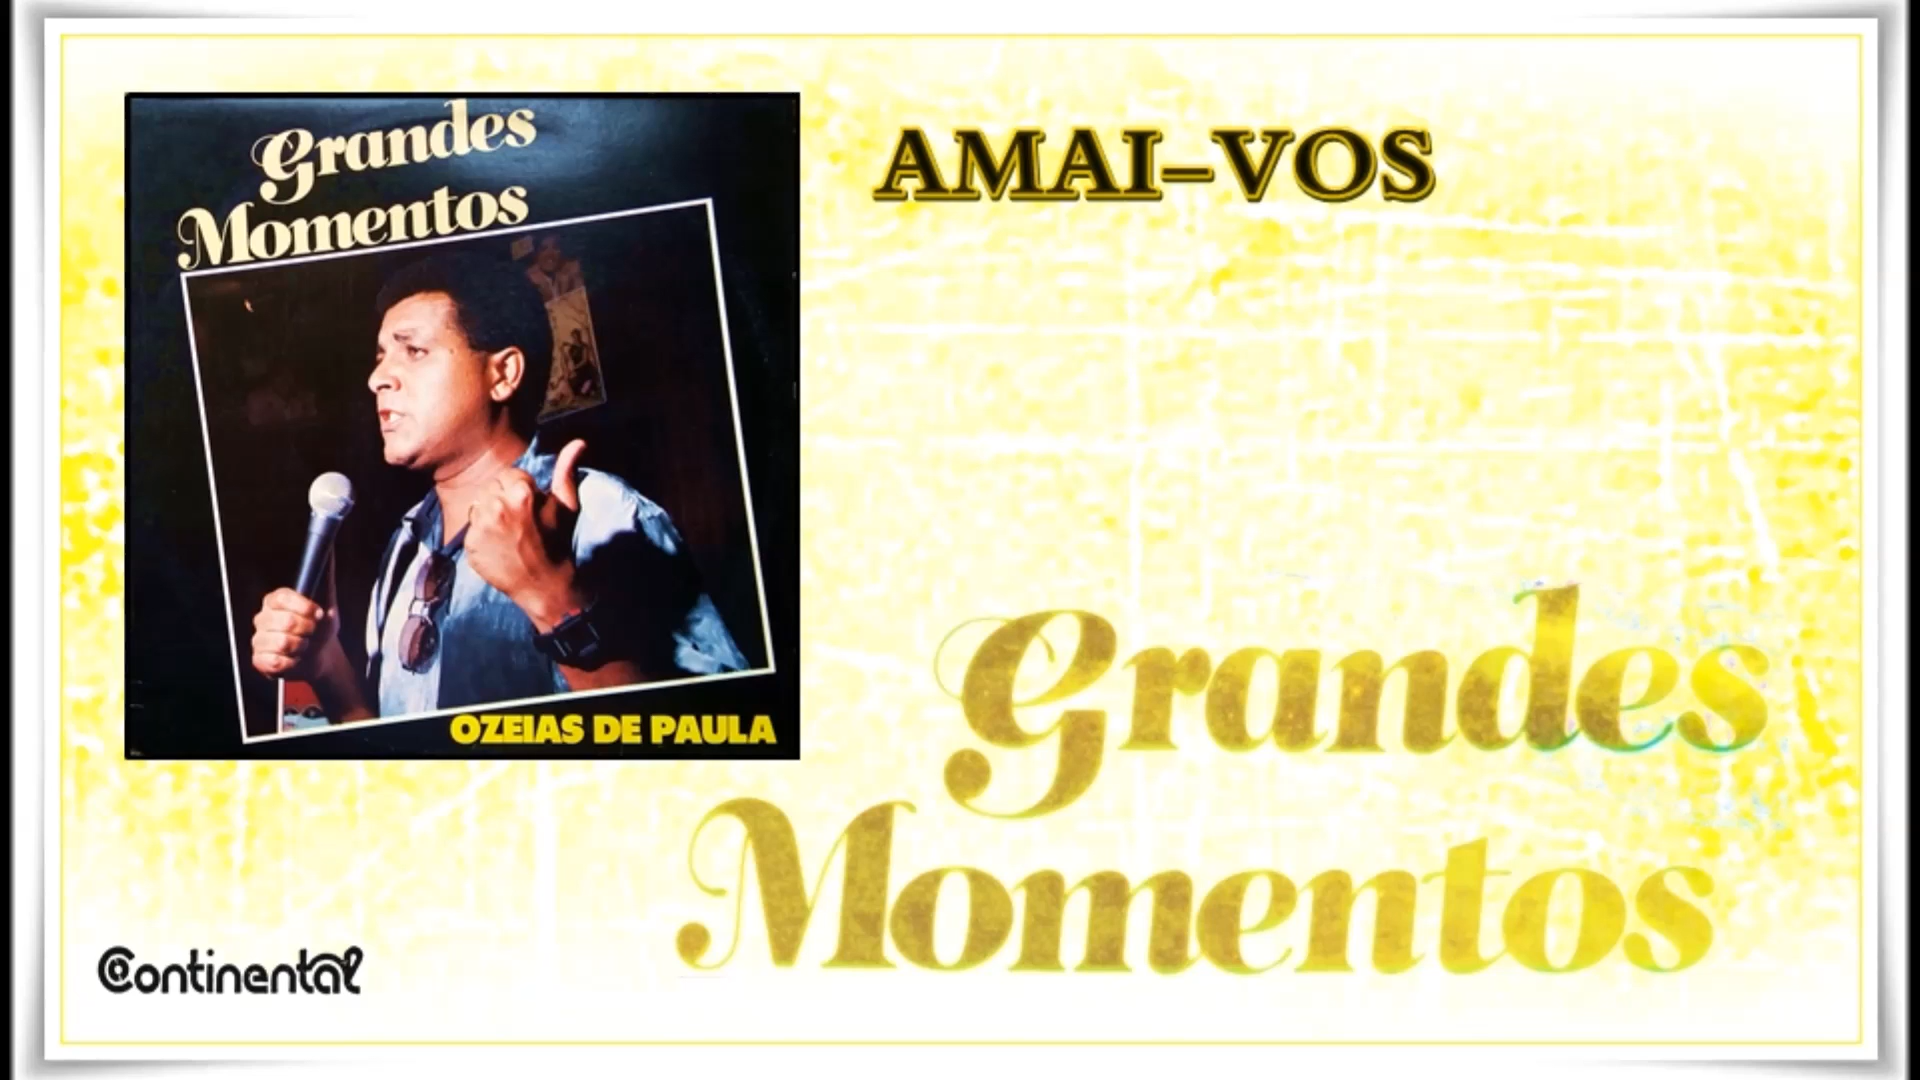 Grandes
Momentos
OZEIAS DE PAULA
AMAI-VOS
Grandes
Momentos
Continental